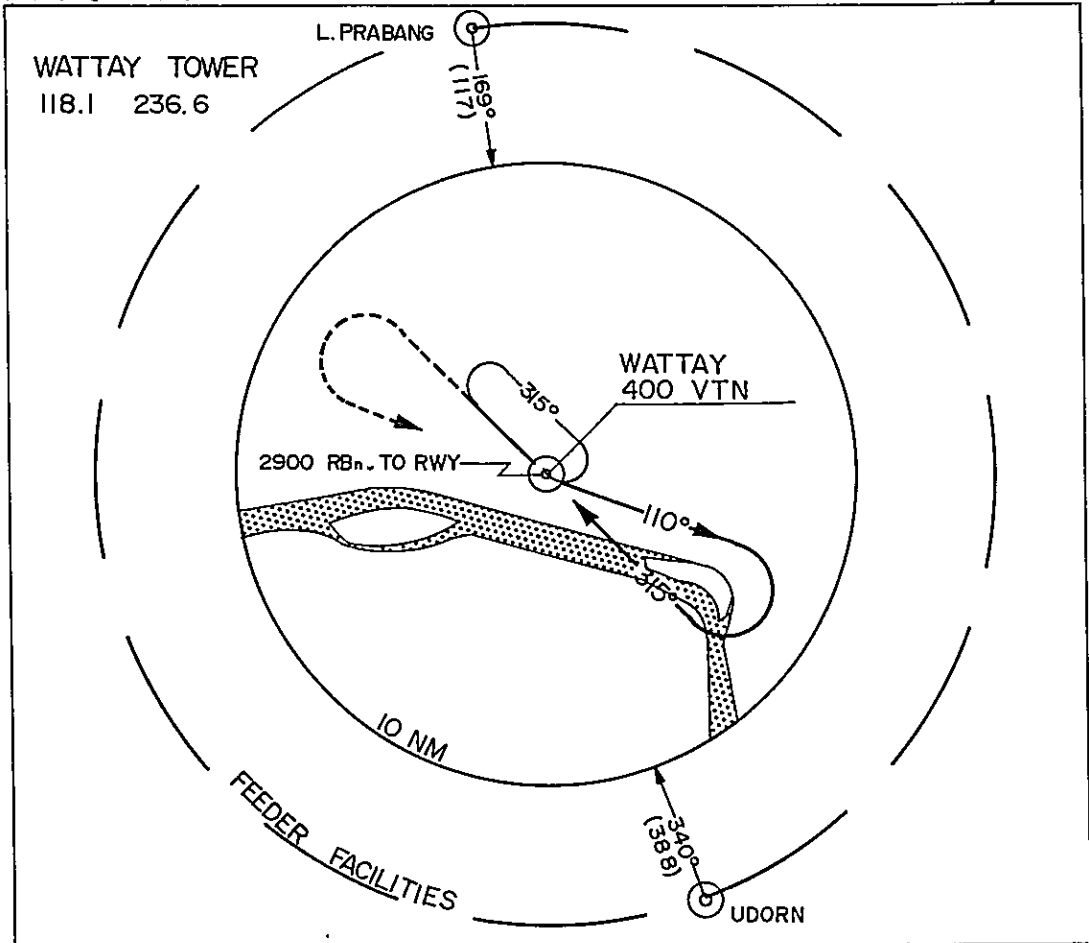 L. PRABANG
WATTAY TOWER
118.1 236.6
169°
(117)
WATTAY
400 VTN
315°
2900 RBn. TO RWY
110°
315°
10 NM
FEEDER FACILITIES
340°
(388)
UDORN